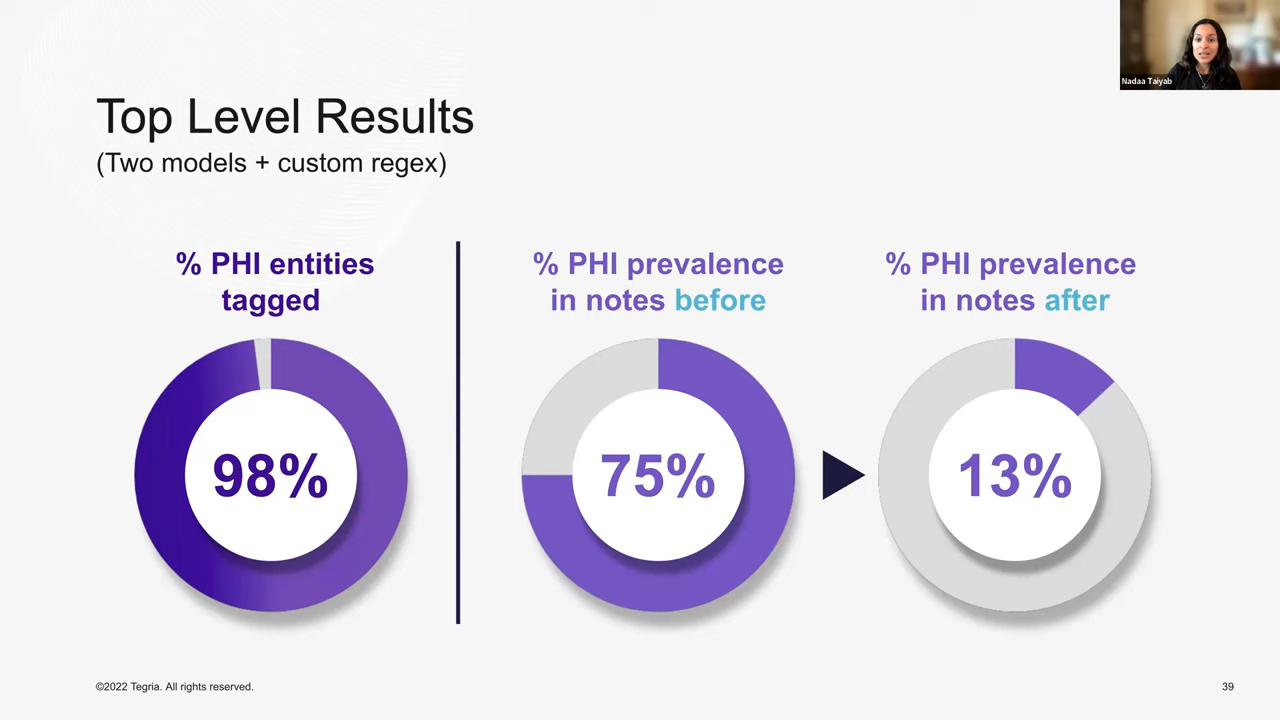 Nadaa Taiyab
Top Level Results
(Two models + custom regex)
% PHI entities
tagged
98%
% PHI prevalence
in notes before
75%
% PHI prevalence
in notes after
13%
©2022 Tegria. All rights reserved.
39